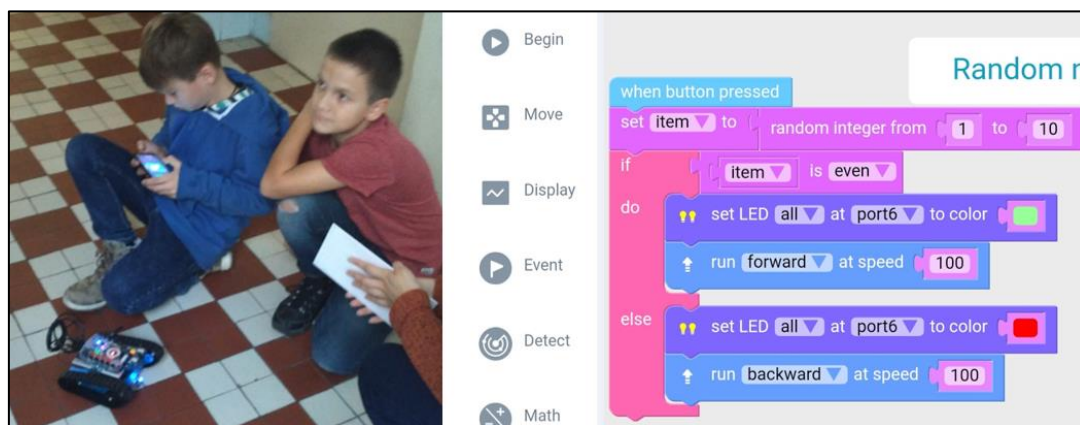 Begin
Move
Display
Event
Detect
Math
Random
when button pressed
set item to random integer from 1 to 10
if item is even
do set LED all at port6 to color
run forward at speed 100
else set LED all at port6 to color
run backward at speed 100